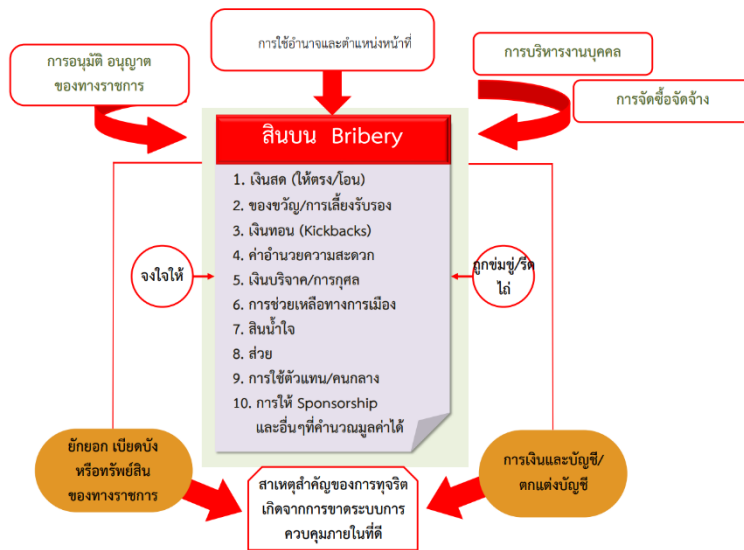 การใช้อำนาจและตำแหน่งหน้าที่
การอนุมัติ อนุญาต
ของทางราชการ
การบริหารงานบุคคล
การจัดซื้อจัดจ้าง
สินบน Bribery
1. เงินสด (ให้ตรง/โอน)
2. ของขวัญ/การเลี้ยงรับรอง
3. เงินทอน (Kickbacks)
4. ค่าอำนวยความสะดวก
5. เงินบริจาค/การกุศล
6. การช่วยเหลือทางการเมือง
7. สินน้ำใจ
8. ส่วย
9. การใช้ตัวแทน/คนกลาง
10. การให้ Sponsorship
และอื่นๆที่คำนวณมูลค่าได้
จงใจให้
ถูกข่มขู่/รีด
ไถ่
ยักยอก เบียดบัง
หรือทรัพย์สิน
ของทางราชการ
การเงินและบัญชี/
ตกแต่งบัญชี
สาเหตุสำคัญของการทุจริต
เกิดจากการขาดระบบการ
ควบคุมภายในที่ดี